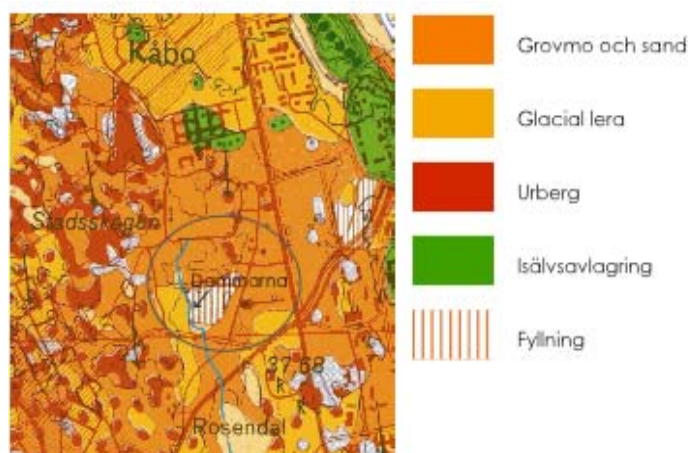 Kåbo
Stadsskogen
Dammarna
37.68
Rosendal
Grovmo och sand
Glacial lera
Urberg
Isälvsavlagring
Fyllning